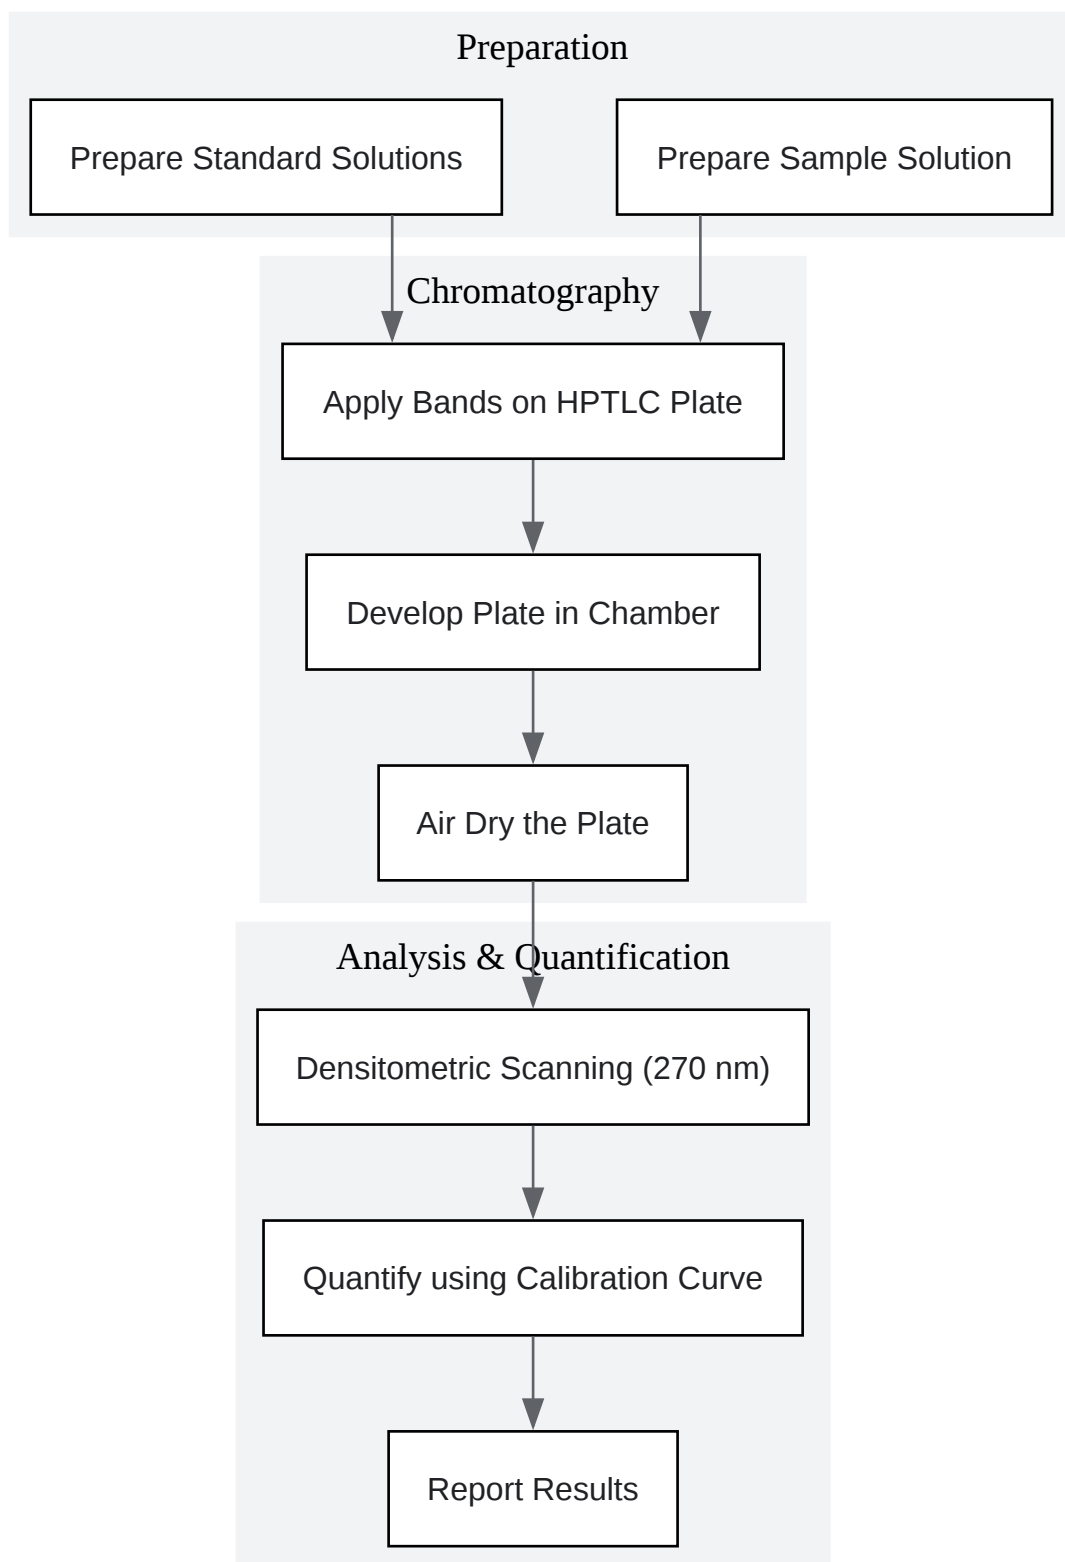 Preparation
Prepare Standard Solutions
Prepare Sample Solution
Chromatography
Apply Bands on HPTLC Plate
Develop Plate in Chamber
Air Dry the Plate
Analysis & Quantification
Densitometric Scanning (270 nm)
Quantify using Calibration Curve
Report Results